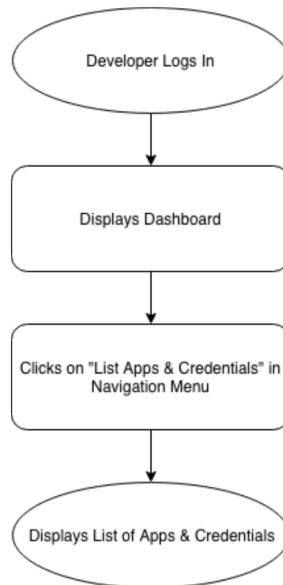 Developer Logs In
Displays Dashboard
Clicks on "List Apps & Credentials" in
Navigation Menu
Displays List of Apps & Credentials